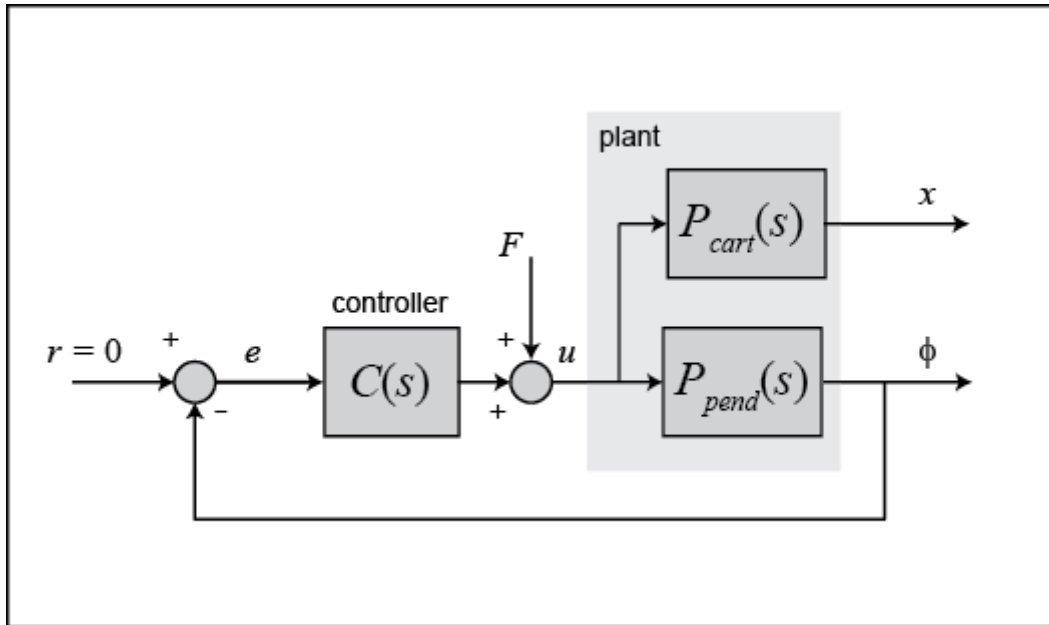 plant
P_cart(s)
x
F
controller
+
r = 0
+
e
C(s)
u
P_pend(s)
ϕ
-
+